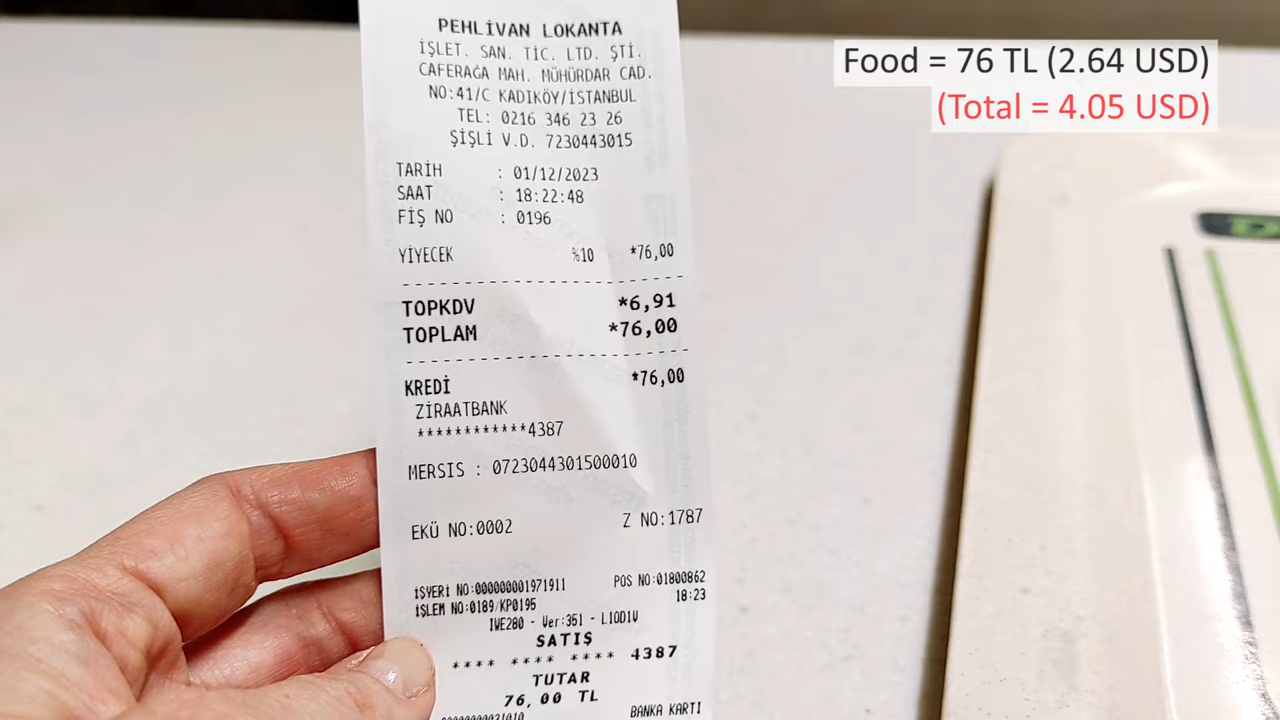 PEHLİVAN LOKANTA
İŞLET. SAN. TİC. LTD. ŞTİ.
CAFERAĞA MAH. MÜHÜRDAR CAD.
NO:41/C KADIKÖY/İSTANBUL
TEL: 0216 346 23 26
ŞİŞLİ V.D. 7230443015
TARİH : 01/12/2023
SAAT : 18:22:48
FİŞ NO : 0196
YİYECEK %10 *76,00
TOPKDV *6,91
TOPLAM *76,00
KREDİ *76,00
ZİRAATBANK
************4387
MERSIS : 0723044301500010
EKÜ NO:0002 Z NO:1787
İŞYERİ NO:000000001971911 POS NO:01800862
İŞLEM NO:0189/KP0195 18:23
IWE280 - Ver:351 - L10D1V
SATIŞ
**** **** **** 4387
TUTAR
76,00 TL
BANKA KARTI
Food = 76 TL (2.64 USD)
(Total = 4.05 USD)